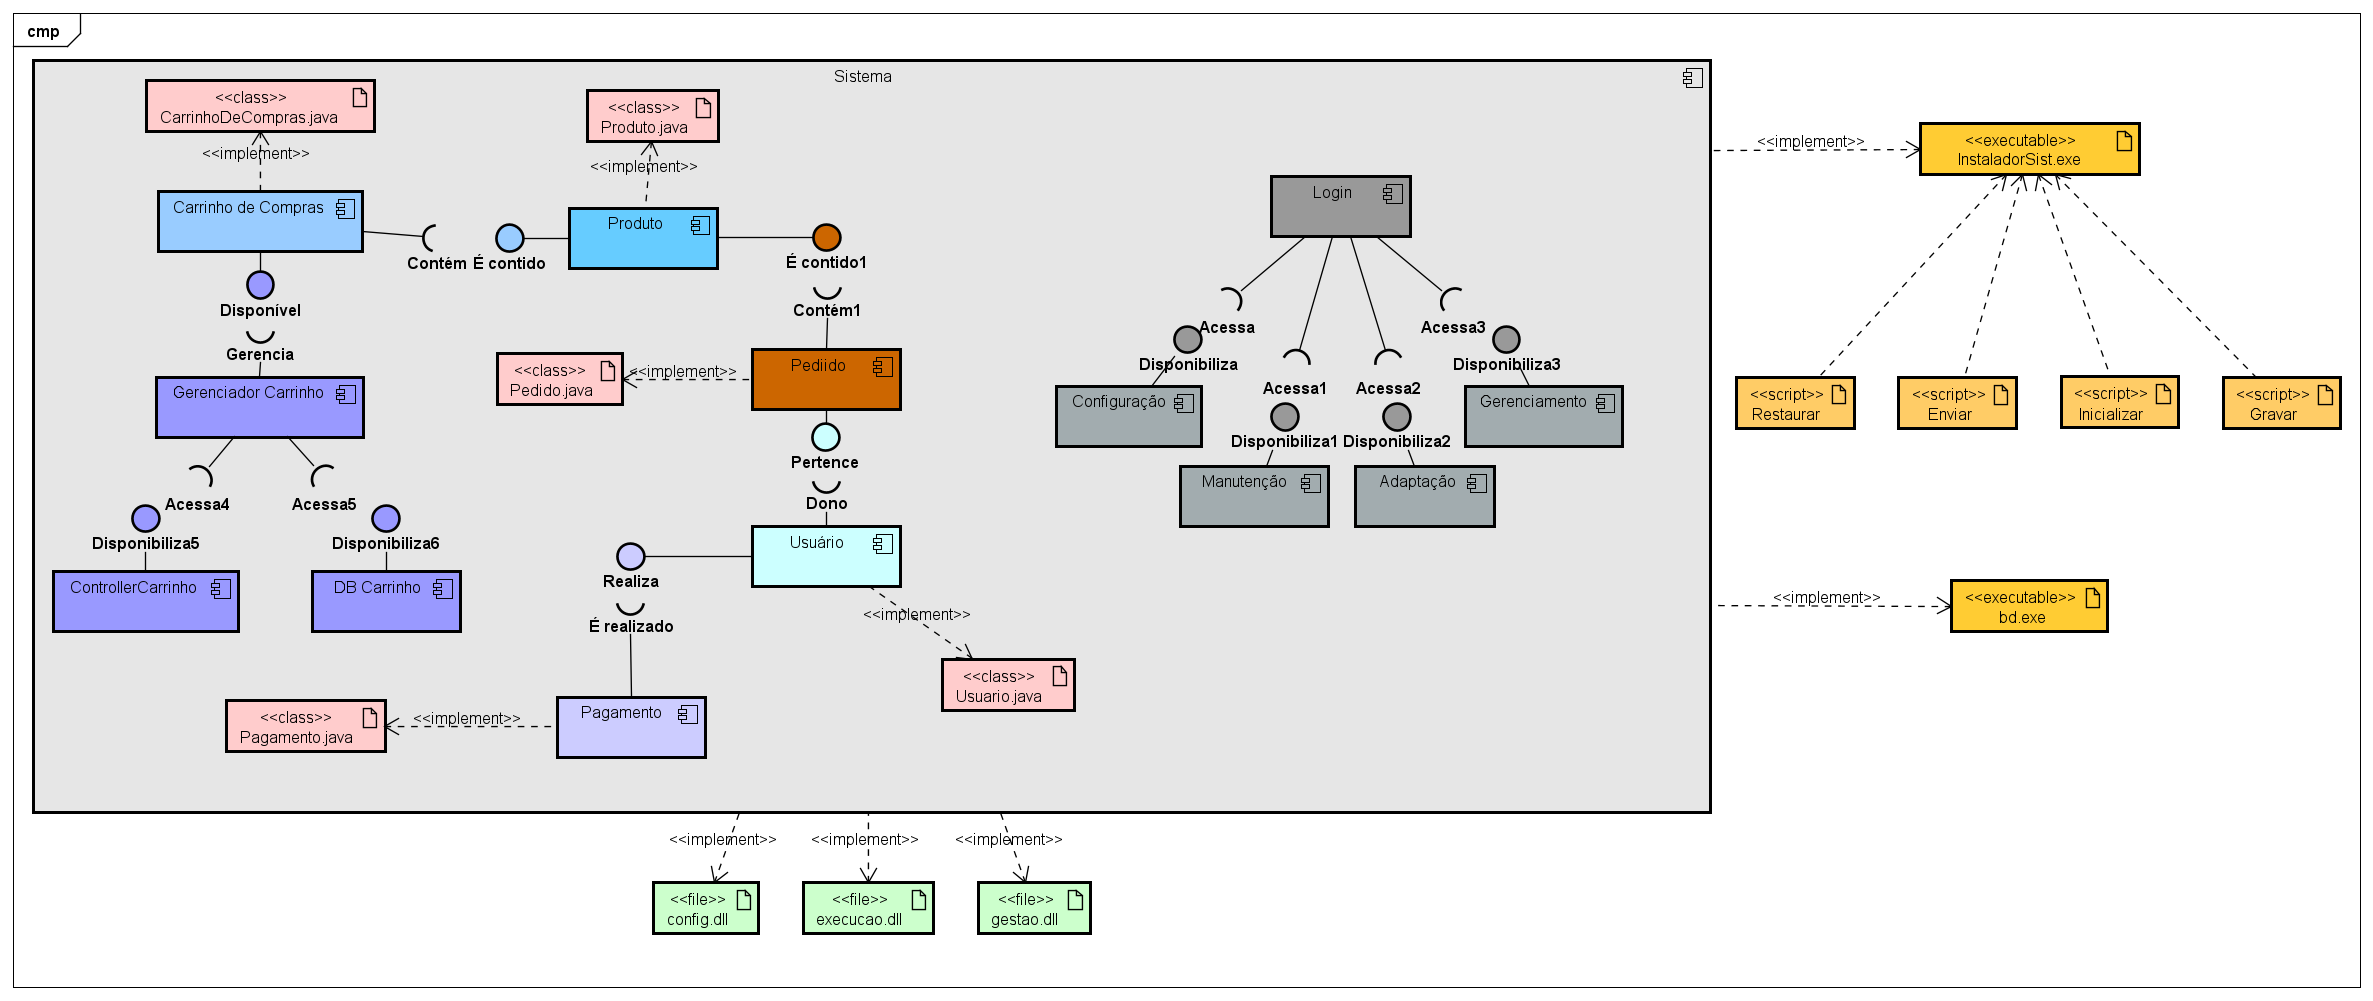 cmp
Sistema
<<class>>
CarrinhoDeCompras.java
<<implement>>
Carrinho de Compras
Contém
É contido
<<class>>
Produto.java
<<implement>>
Produto
É contido1
Contém1
Disponível
Gerencia
Gerenciador Carrinho
Acessa4
Acessa5
Disponibiliza5
Disponibiliza6
ControllerCarrinho
DB Carrinho
<<class>>
Pedido.java
<<implement>>
Pediido
Pertence
Dono
Usuário
Realiza
É realizado
<<implement>>
<<class>>
Usuario.java
<<class>>
Pagamento.java
<<implement>>
Pagamento
Login
Acessa
Acessa3
Disponibiliza
Disponibiliza3
Acessa1
Acessa2
Configuração
Gerenciamento
Disponibiliza1
Disponibiliza2
Manutenção
Adaptação
<<implement>>
<<executable>>
InstaladorSist.exe
<<script>>
Restaurar
<<script>>
Enviar
<<script>>
Inicializar
<<script>>
Gravar
<<implement>>
<<executable>>
bd.exe
<<implement>>
<<implement>>
<<implement>>
<<file>>
config.dll
<<file>>
execucao.dll
<<file>>
gestao.dll